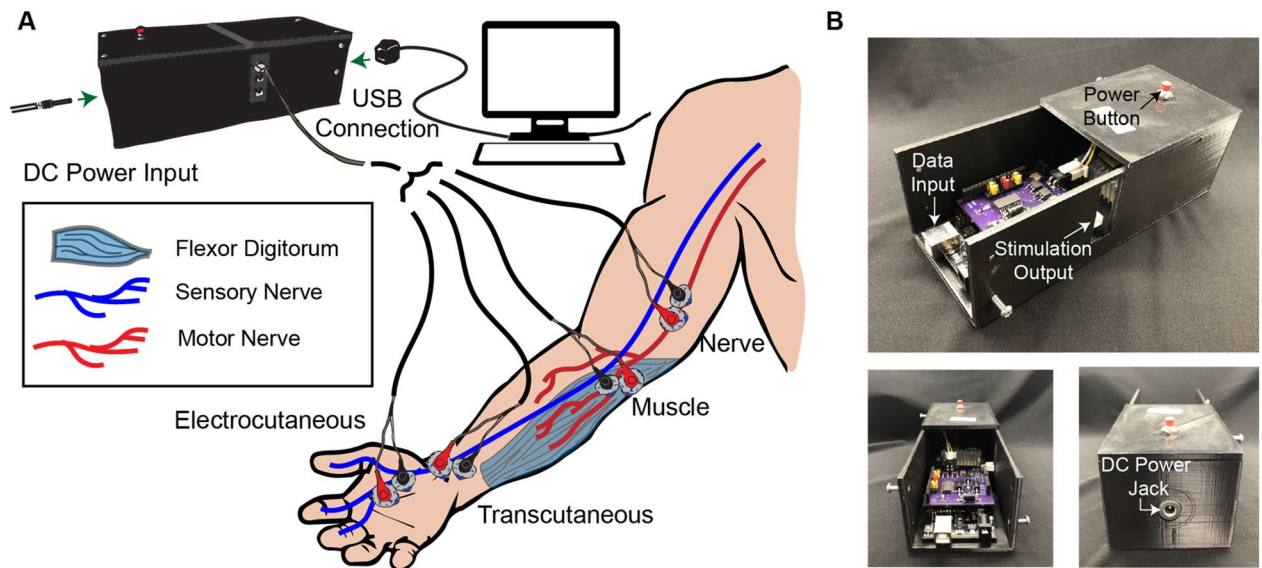 A
USB
Connection
DC Power Input
Flexor Digitorum
Sensory Nerve
Motor Nerve
Nerve
Muscle
Electrocutaneous
Transcutaneous
B
Power
Button
Data
Input
Stimulation
Output
DC Power
Jack